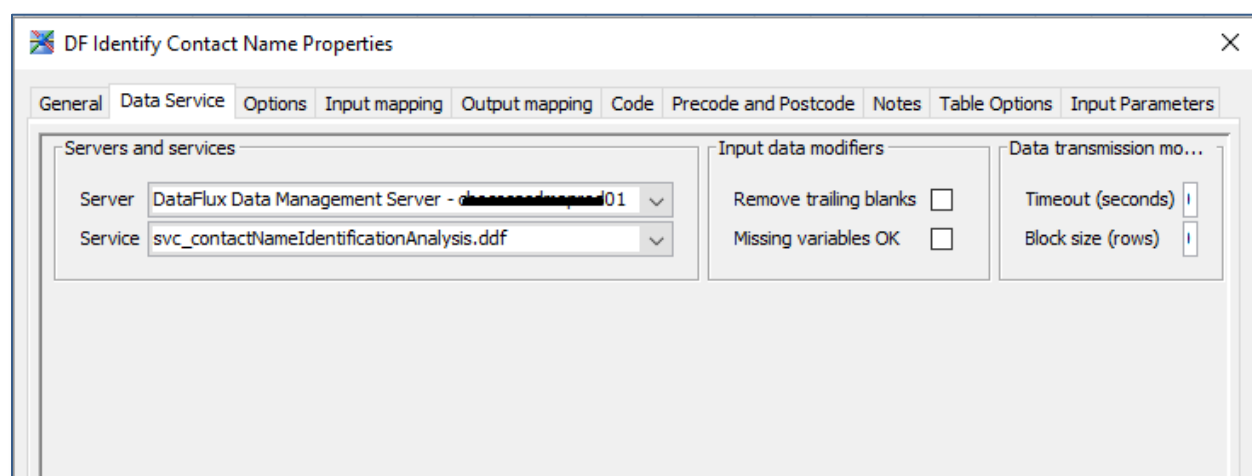 DF Identify Contact Name Properties
General Data Service Options Input mapping Output mapping Code Precode and Postcode Notes Table Options Input Parameters
Servers and services
Input data modifiers
Data transmission mo...
Server DataFlux Data Management Server - 01
Remove trailing blanks
Timeout (seconds)
Service svc_contactNameIdentificationAnalysis.ddf
Missing variables OK
Block size (rows)